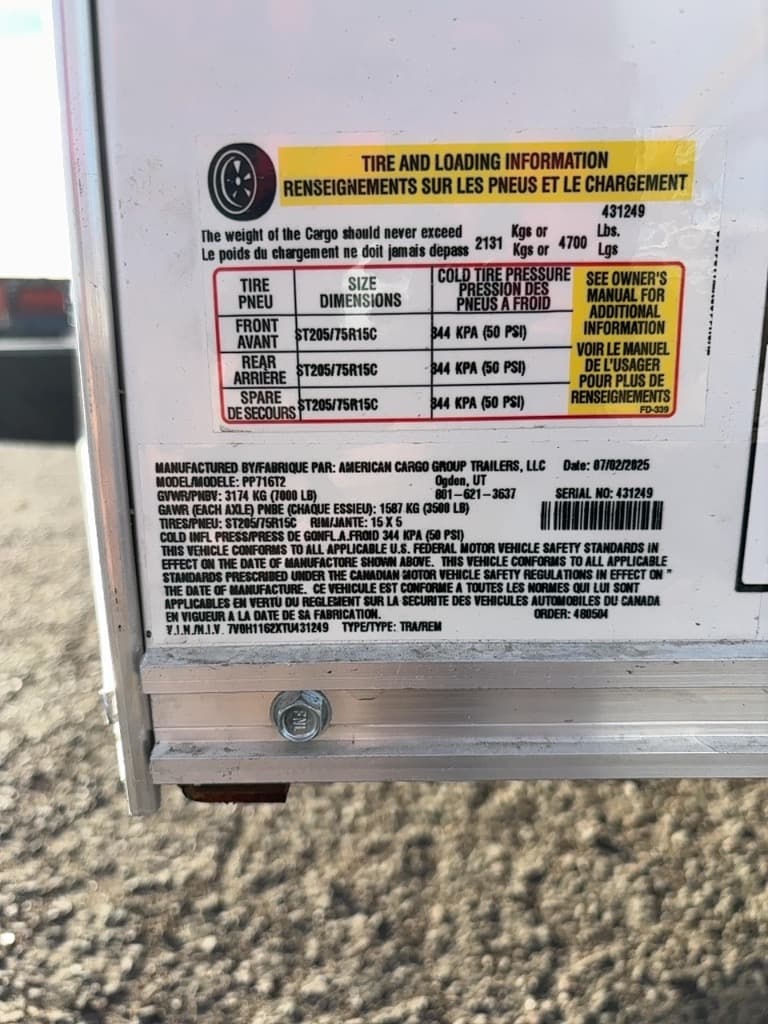 TIRE AND LOADING INFORMATION
RENSEIGNEMENTS SUR LES PNEUS ET LE CHARGEMENT
431249
The weight of the Cargo should never exceed Kgs or Lbs.
Le poids du chargement ne doit jamais depass 2131 Kgs or 4700 Lgs
TIRE PNEU SIZE DIMENSIONS COLD TIRE PRESSURE PRESSION DES PNEUS A FROID
FRONT AVANT ST205/75R15C 344 KPA (50 PSI)
REAR ARRIÈRE ST205/75R15C 344 KPA (50 PSI)
SPARE DE SECOURS ST205/75R15C 344 KPA (50 PSI)
SEE OWNER'S
MANUAL FOR
ADDITIONAL
INFORMATION
VOIR LE MANUEL
DE L'USAGER
POUR PLUS DE
RENSEIGNEMENTS
FD-339
MANUFACTURED BY/FABRIQUE PAR: AMERICAN CARGO GROUP TRAILERS, LLC Date: 07/02/2025
MODEL/MODELE: PP716T2 Ogden, UT
GVWR/PNBV: 3174 KG (7000 LB) 801-621-3637 SERIAL NO: 431249
GAWR (EACH AXLE) PNBE (CHAQUE ESSIEU): 1587 KG (3500 LB)
TIRES/PNEU: ST205/75R15C RIM/JANTE: 15 X 5
COLD INFL PRESS/PRESS DE GONFL.A.FROID 344 KPA (50 PSI)
THIS VEHICLE CONFORMS TO ALL APPLICABLE U.S. FEDERAL MOTOR VEHICLE SAFETY STANDARDS IN
EFFECT ON THE DATE OF MANUFACTORE SHOWN ABOVE. THIS VEHICLE CONFORMS TO ALL APPLICABLE
STANDARDS PRESCRIBED UNDER THE CANADIAN MOTOR VEHICLE SAFETY REGULATIONS IN EFFECT ON "
THE DATE OF MANUFACTURE. CE VEHICULE EST CONFORME A TOUTES LES NORMES QUI LUI SONT
APPLICABLES EN VERTU DU REGLEMENT SUR LA SECURITE DES VEHICULES AUTOMOBILES DU CANADA
EN VIGUEUR A LA DATE DE SA FABRICATION. ORDER: 480504
V.I.N./N.I.V. 7V0H1162XTU431249 TYPE/TYPE: TRA/REM
FNL